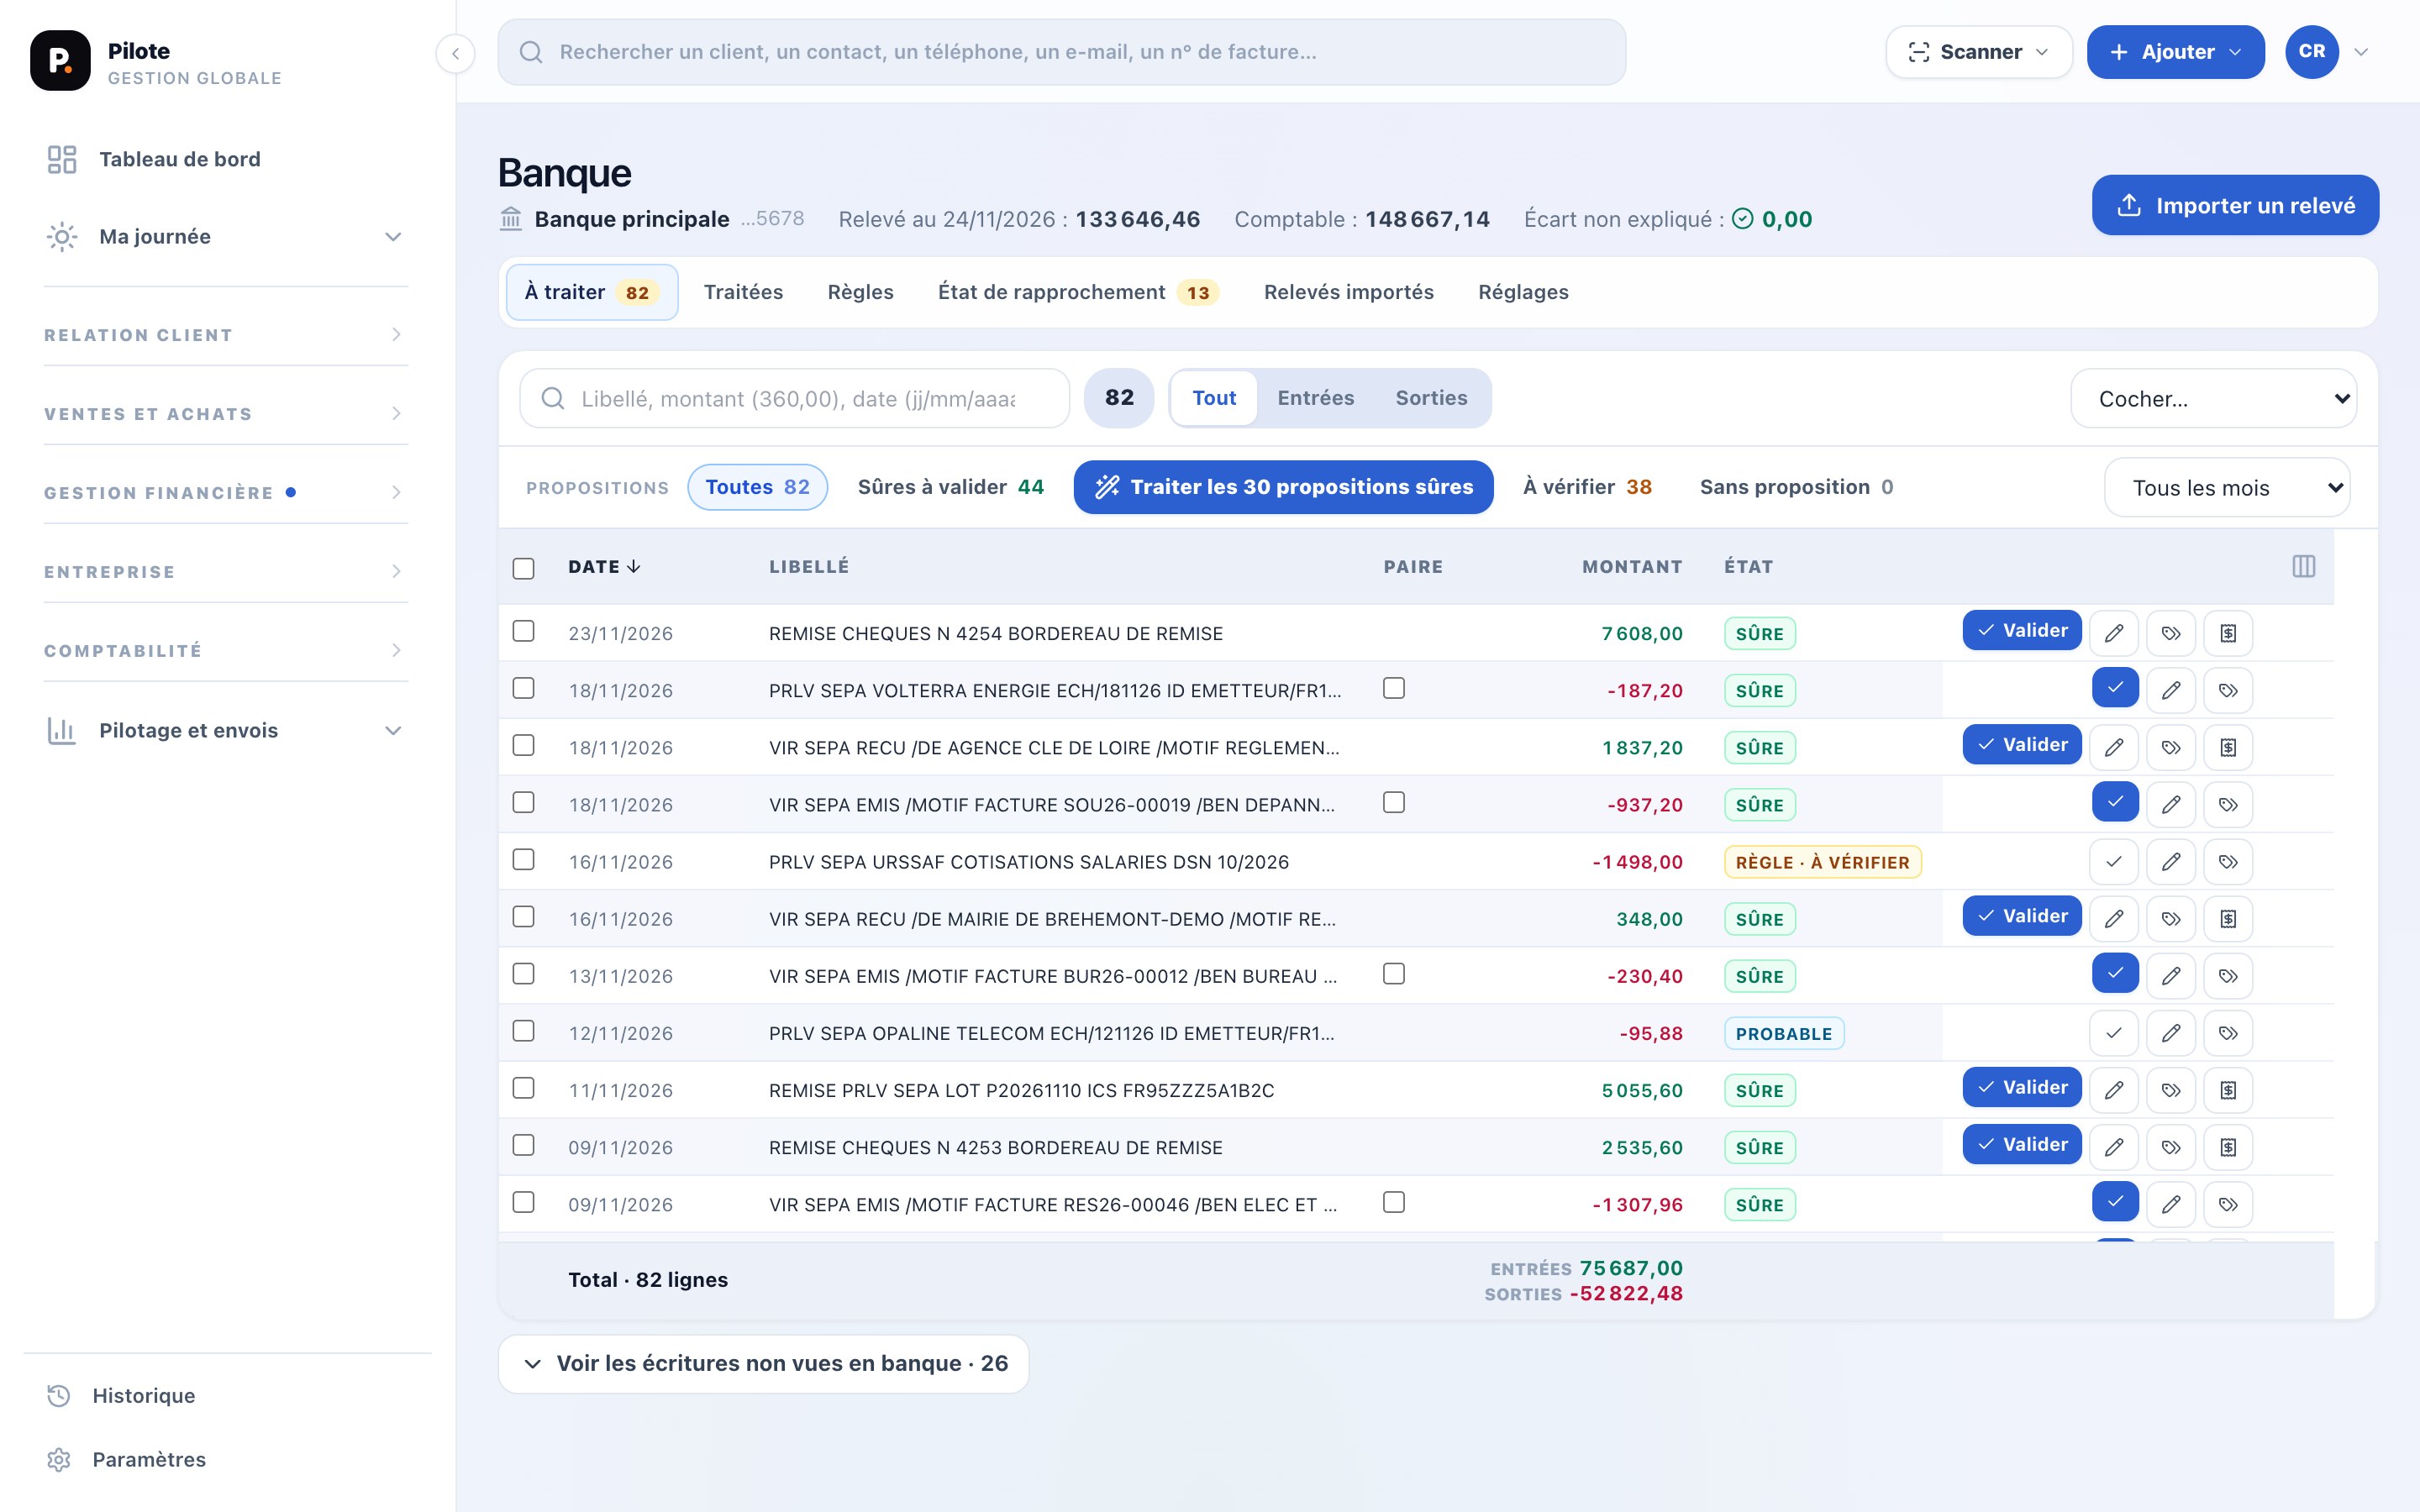 Pilote
GESTION GLOBALE
Tableau de bord
Ma journée
RELATION CLIENT
VENTES ET ACHATS
GESTION FINANCIÈRE
ENTREPRISE
COMPTABILITÉ
Pilotage et envois
Historique
Paramètres
Rechercher un client, un contact, un téléphone, un e-mail, un n° de facture...
Scanner
Ajouter
CR
Banque
Banque principale ...5678 Relevé au 24/11/2026 : 133 646,46 Comptable : 148 667,14 Écart non expliqué : 0,00
Importer un relevé
À traiter 82 Traitées Règles État de rapprochement 13 Relevés importés Réglages
Libellé, montant (360,00), date (jj/mm/aaaa
82 Tout Entrées Sorties
Cocher...
PROPOSITIONS Toutes 82 Sûres à valider 44 Traiter les 30 propositions sûres À vérifier 38 Sans proposition 0
Tous les mois
DATE LIBELLÉ PAIRE MONTANT ÉTAT
23/11/2026 REMISE CHEQUES N 4254 BORDEREAU DE REMISE 7 608,00 SÛRE Valider
18/11/2026 PRLV SEPA VOLTERRA ENERGIE ECH/181126 ID EMETTEUR/FR1... -187,20 SÛRE
18/11/2026 VIR SEPA RECU /DE AGENCE CLE DE LOIRE /MOTIF REGLEMEN... 1 837,20 SÛRE Valider
18/11/2026 VIR SEPA EMIS /MOTIF FACTURE SOU26-00019 /BEN DEPANN... -937,20 SÛRE
16/11/2026 PRLV SEPA URSSAF COTISATIONS SALARIES DSN 10/2026 -1 498,00 RÈGLE · À VÉRIFIER
16/11/2026 VIR SEPA RECU /DE MAIRIE DE BREHEMONT-DEMO /MOTIF RE... 348,00 SÛRE Valider
13/11/2026 VIR SEPA EMIS /MOTIF FACTURE BUR26-00012 /BEN BUREAU ... -230,40 SÛRE
12/11/2026 PRLV SEPA OPALINE TELECOM ECH/121126 ID EMETTEUR/FR1... -95,88 PROBABLE
11/11/2026 REMISE PRLV SEPA LOT P20261110 ICS FR95ZZZ5A1B2C 5 055,60 SÛRE Valider
09/11/2026 REMISE CHEQUES N 4253 BORDEREAU DE REMISE 2 535,60 SÛRE Valider
09/11/2026 VIR SEPA EMIS /MOTIF FACTURE RES26-00046 /BEN ELEC ET ... -1 307,96 SÛRE
Total · 82 lignes
ENTRÉES 75 687,00
SORTIES -52 822,48
Voir les écritures non vues en banque · 26